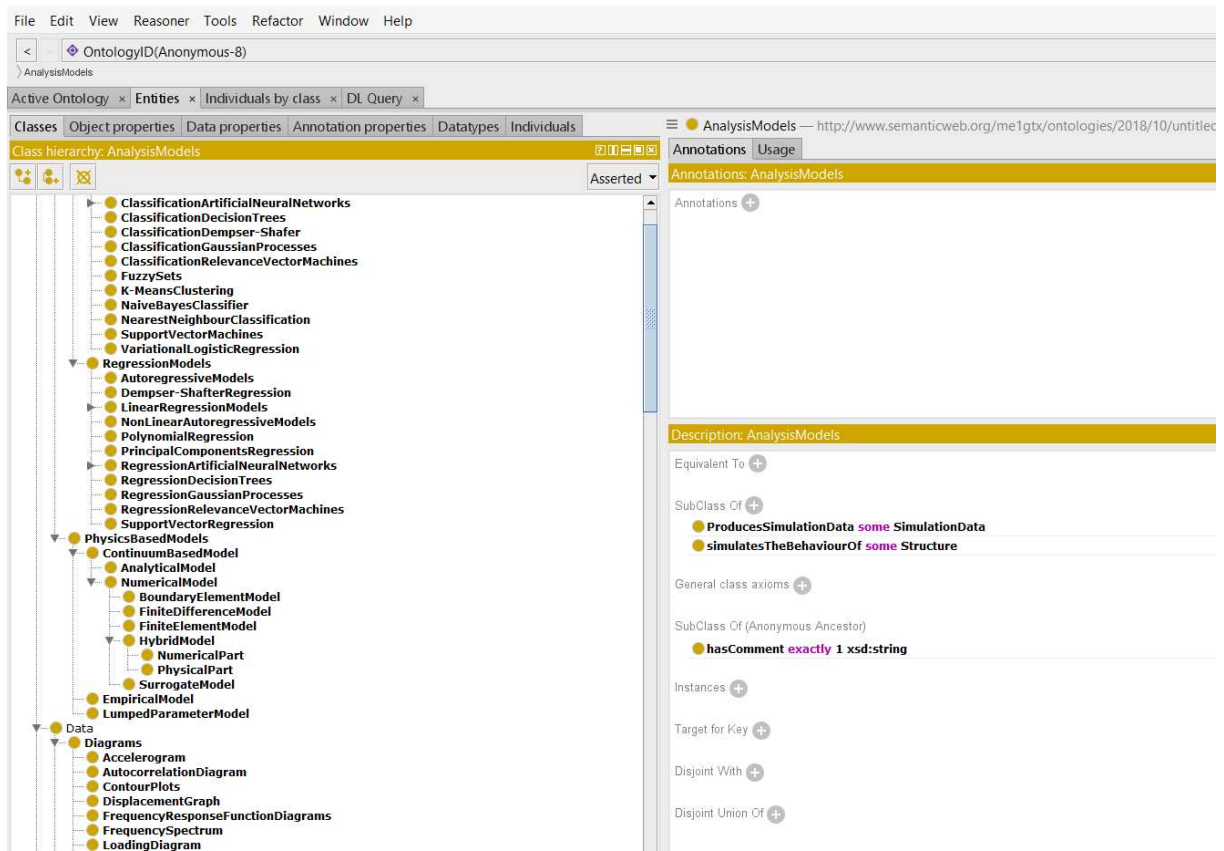 File Edit View Reasoner Tools Refactor Window Help
< OntologyID(Anonymous-8)
AnalysisModels
Active Ontology × Entities × Individuals by class × DL Query ×
Classes Object properties Data properties Annotation properties Datatypes Individuals
Class hierarchy: AnalysisModels
Asserted
ClassificationArtificialNeuralNetworks
ClassificationDecisionTrees
ClassificationDempser-Shafer
ClassificationGaussianProcesses
ClassificationRelevanceVectorMachines
FuzzySets
K-MeansClustering
NaiveBayesClassifier
NearestNeighbourClassification
SupportVectorMachines
VariationalLogisticRegression
RegressionModels
AutoregressiveModels
Dempser-ShafterRegression
LinearRegressionModels
NonLinearAutoregressiveModels
PolynomialRegression
PrincipalComponentsRegression
RegressionArtificialNeuralNetworks
RegressionDecisionTrees
RegressionGaussianProcesses
RegressionRelevanceVectorMachines
SupportVectorRegression
PhysicsBasedModels
ContinuumBasedModel
AnalyticalModel
NumericalModel
BoundaryElementModel
FiniteDifferenceModel
FiniteElementModel
HybridModel
NumericalPart
PhysicalPart
SurrogateModel
EmpiricalModel
LumpedParameterModel
Data
Diagrams
Accelerogram
AutocorrelationDiagram
ContourPlots
DisplacementGraph
FrequencyResponseFunctionDiagrams
FrequencySpectrum
LoadingDiagram
AnalysisModels — http://www.semanticweb.org/me1gtx/ontologies/2018/10/untitlec
Annotations Usage
Annotations: AnalysisModels
Annotations
Description: AnalysisModels
Equivalent To
SubClass Of
ProducesSimulationData some SimulationData
simulatesTheBehaviourOf some Structure
General class axioms
SubClass Of (Anonymous Ancestor)
hasComment exactly 1 xsd:string
Instances
Target for Key
Disjoint With
Disjoint Union Of